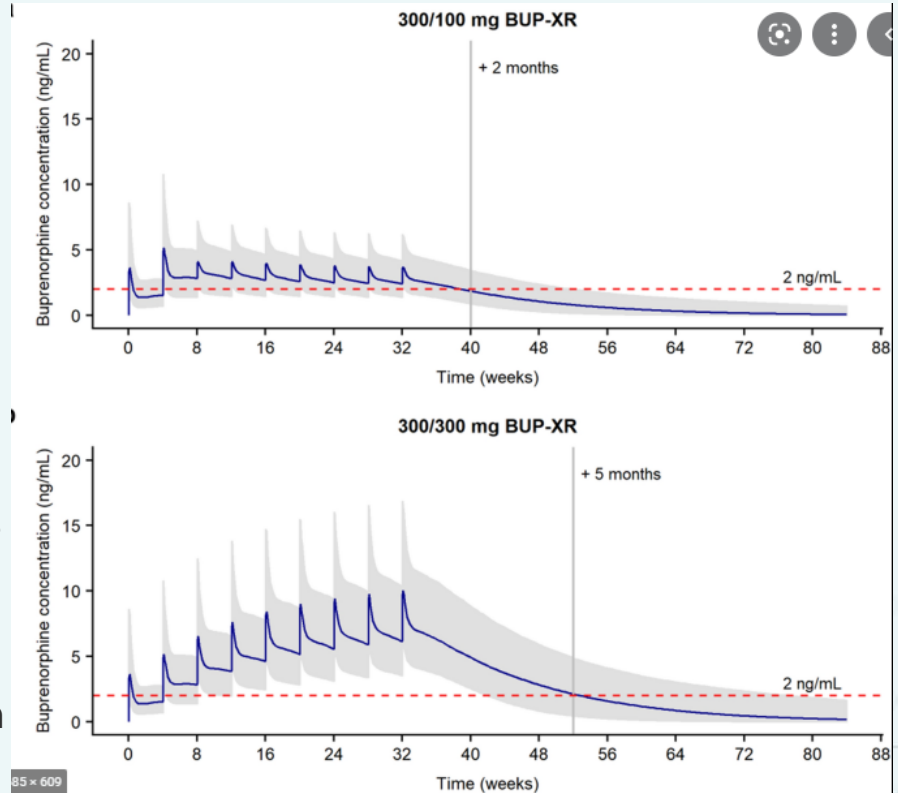 300/100 mg BUP-XR
Buprenorphine concentration (ng/mL)
20
15
10
5
0
+ 2 months
2 ng/mL
0 8 16 24 32 40 48 56 64 72 80 88
Time (weeks)
300/300 mg BUP-XR
Buprenorphine concentration (ng/mL)
20
15
10
5
0
+ 5 months
2 ng/mL
0 8 16 24 32 40 48 56 64 72 80 88
Time (weeks)
85 × 609